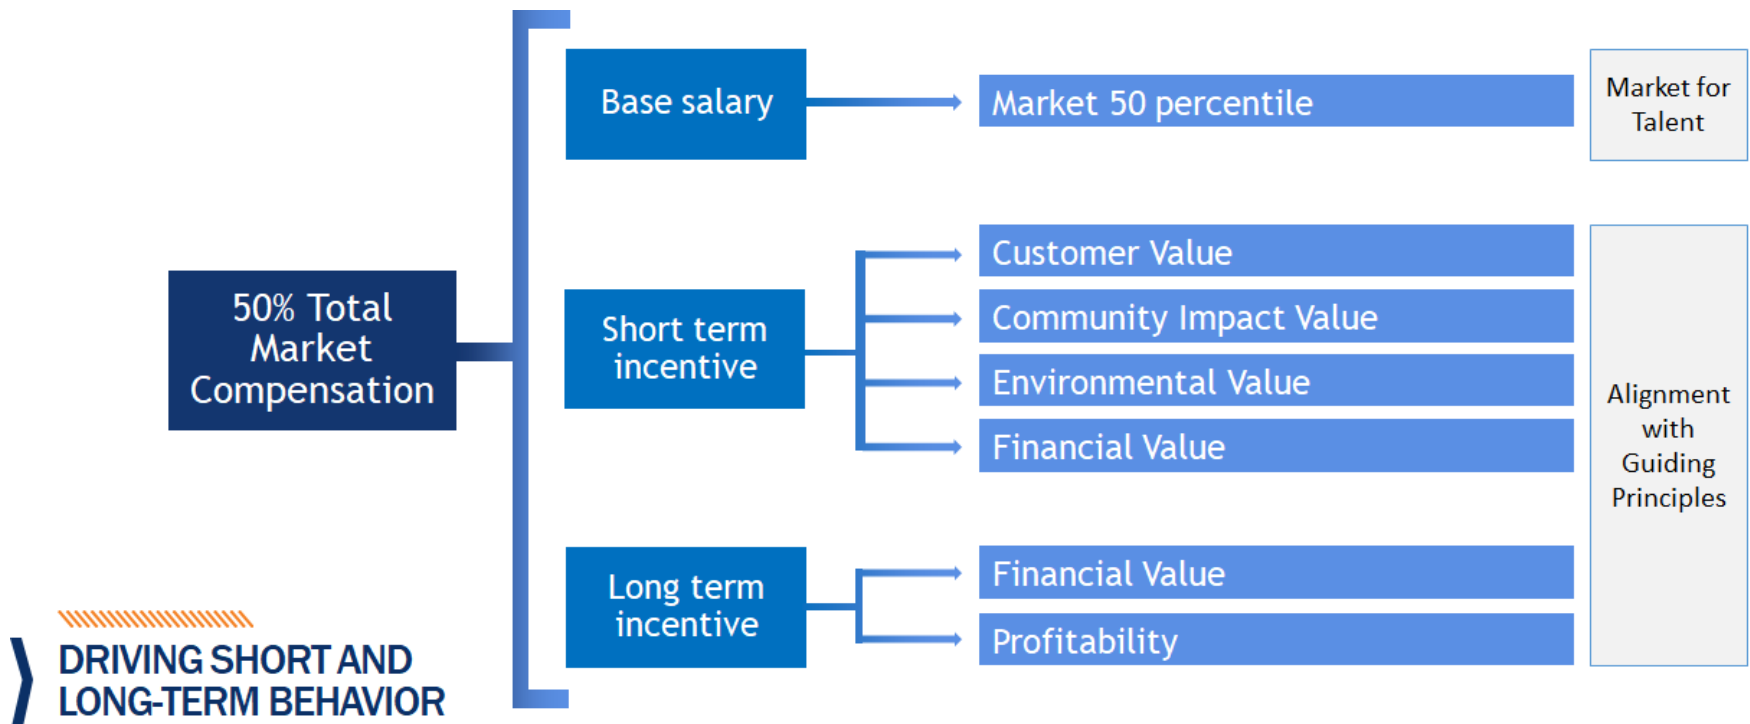 50% Total
Market
Compensation
Base salary
Market 50 percentile
Market for
Talent
Short term
incentive
Customer Value
Community Impact Value
Environmental Value
Financial Value
Long term
incentive
Financial Value
Profitability
Alignment
with
Guiding
Principles
DRIVING SHORT AND
LONG-TERM BEHAVIOR